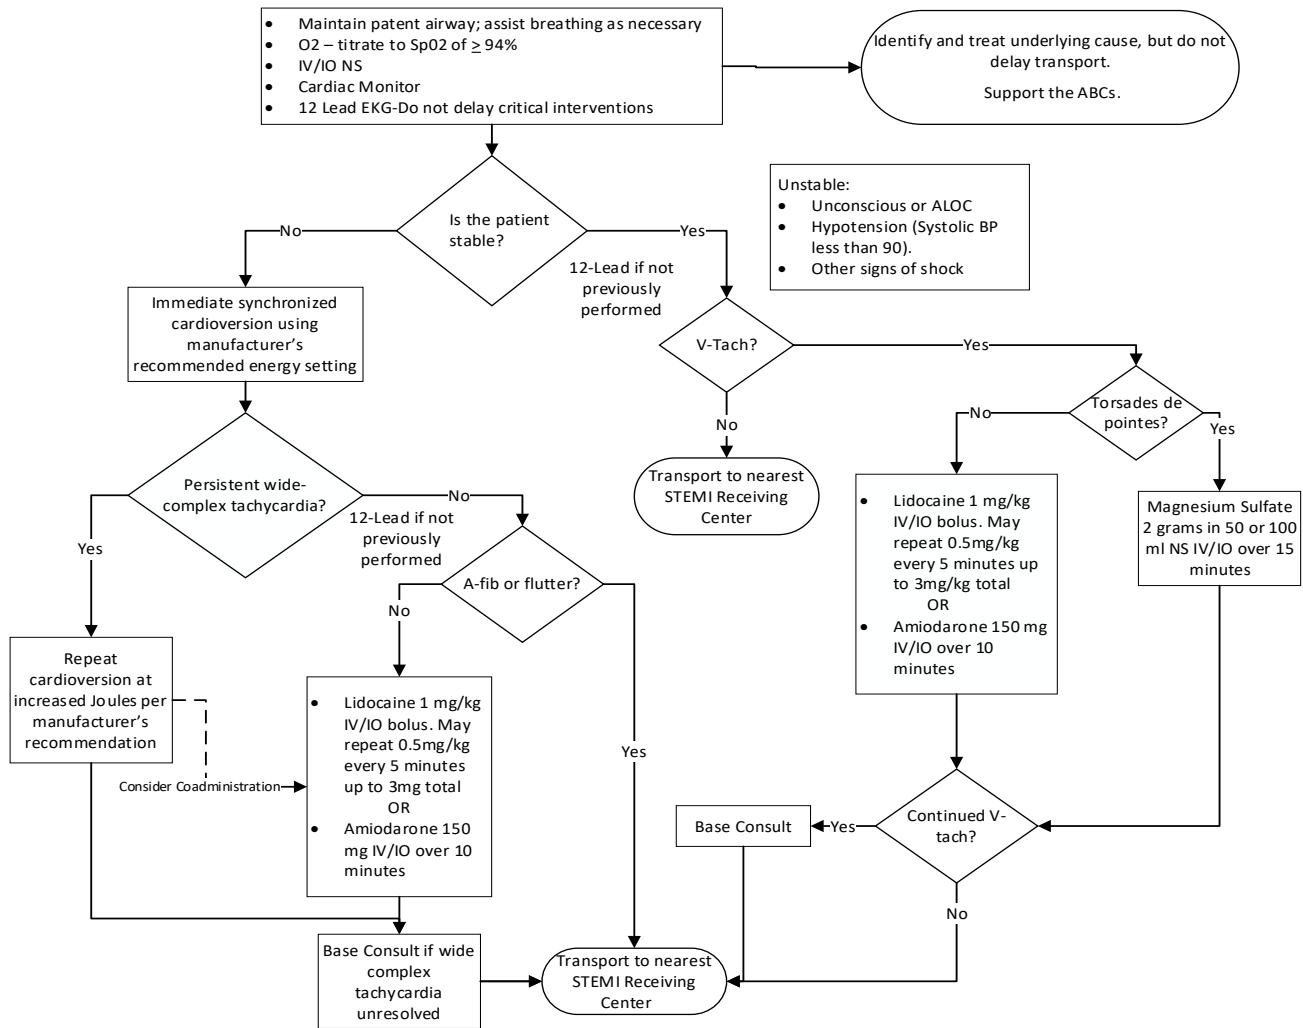 • Maintain patent airway; assist breathing as necessary
• O2 – titrate to Sp02 of ≥ 94%
• IV/IO NS
• Cardiac Monitor
• 12 Lead EKG-Do not delay critical interventions
Identify and treat underlying cause, but do not
delay transport.
Support the ABCs.
Is the patient
stable?
No
Yes
12-Lead if not
previously
performed
Unstable:
• Unconscious or ALOC
• Hypotension (Systolic BP
less than 90).
• Other signs of shock
Immediate synchronized
cardioversion using
manufacturer's
recommended energy setting
V-Tach?
Yes
No
Transport to nearest
STEMI Receiving
Center
Torsades de
pointes?
No
Yes
• Lidocaine 1 mg/kg
IV/IO bolus. May
repeat 0.5mg/kg
every 5 minutes up
to 3mg/kg total
OR
• Amiodarone 150 mg
IV/IO over 10
minutes
Magnesium Sulfate
2 grams in 50 or 100
ml NS IV/IO over 15
minutes
Persistent wide-
complex tachycardia?
Yes
No
12-Lead if not
previously
performed
A-fib or flutter?
No
Yes
Repeat
cardioversion at
increased Joules per
manufacturer's
recommendation
Consider Coadministration
• Lidocaine 1 mg/kg
IV/IO bolus. May
repeat 0.5mg/kg
every 5 minutes
up to 3mg total
OR
• Amiodarone 150
mg IV/IO over 10
minutes
Continued V-
tach?
Yes
Base Consult
No
Base Consult if wide
complex
tachycardia
unresolved
Transport to nearest
STEMI Receiving
Center